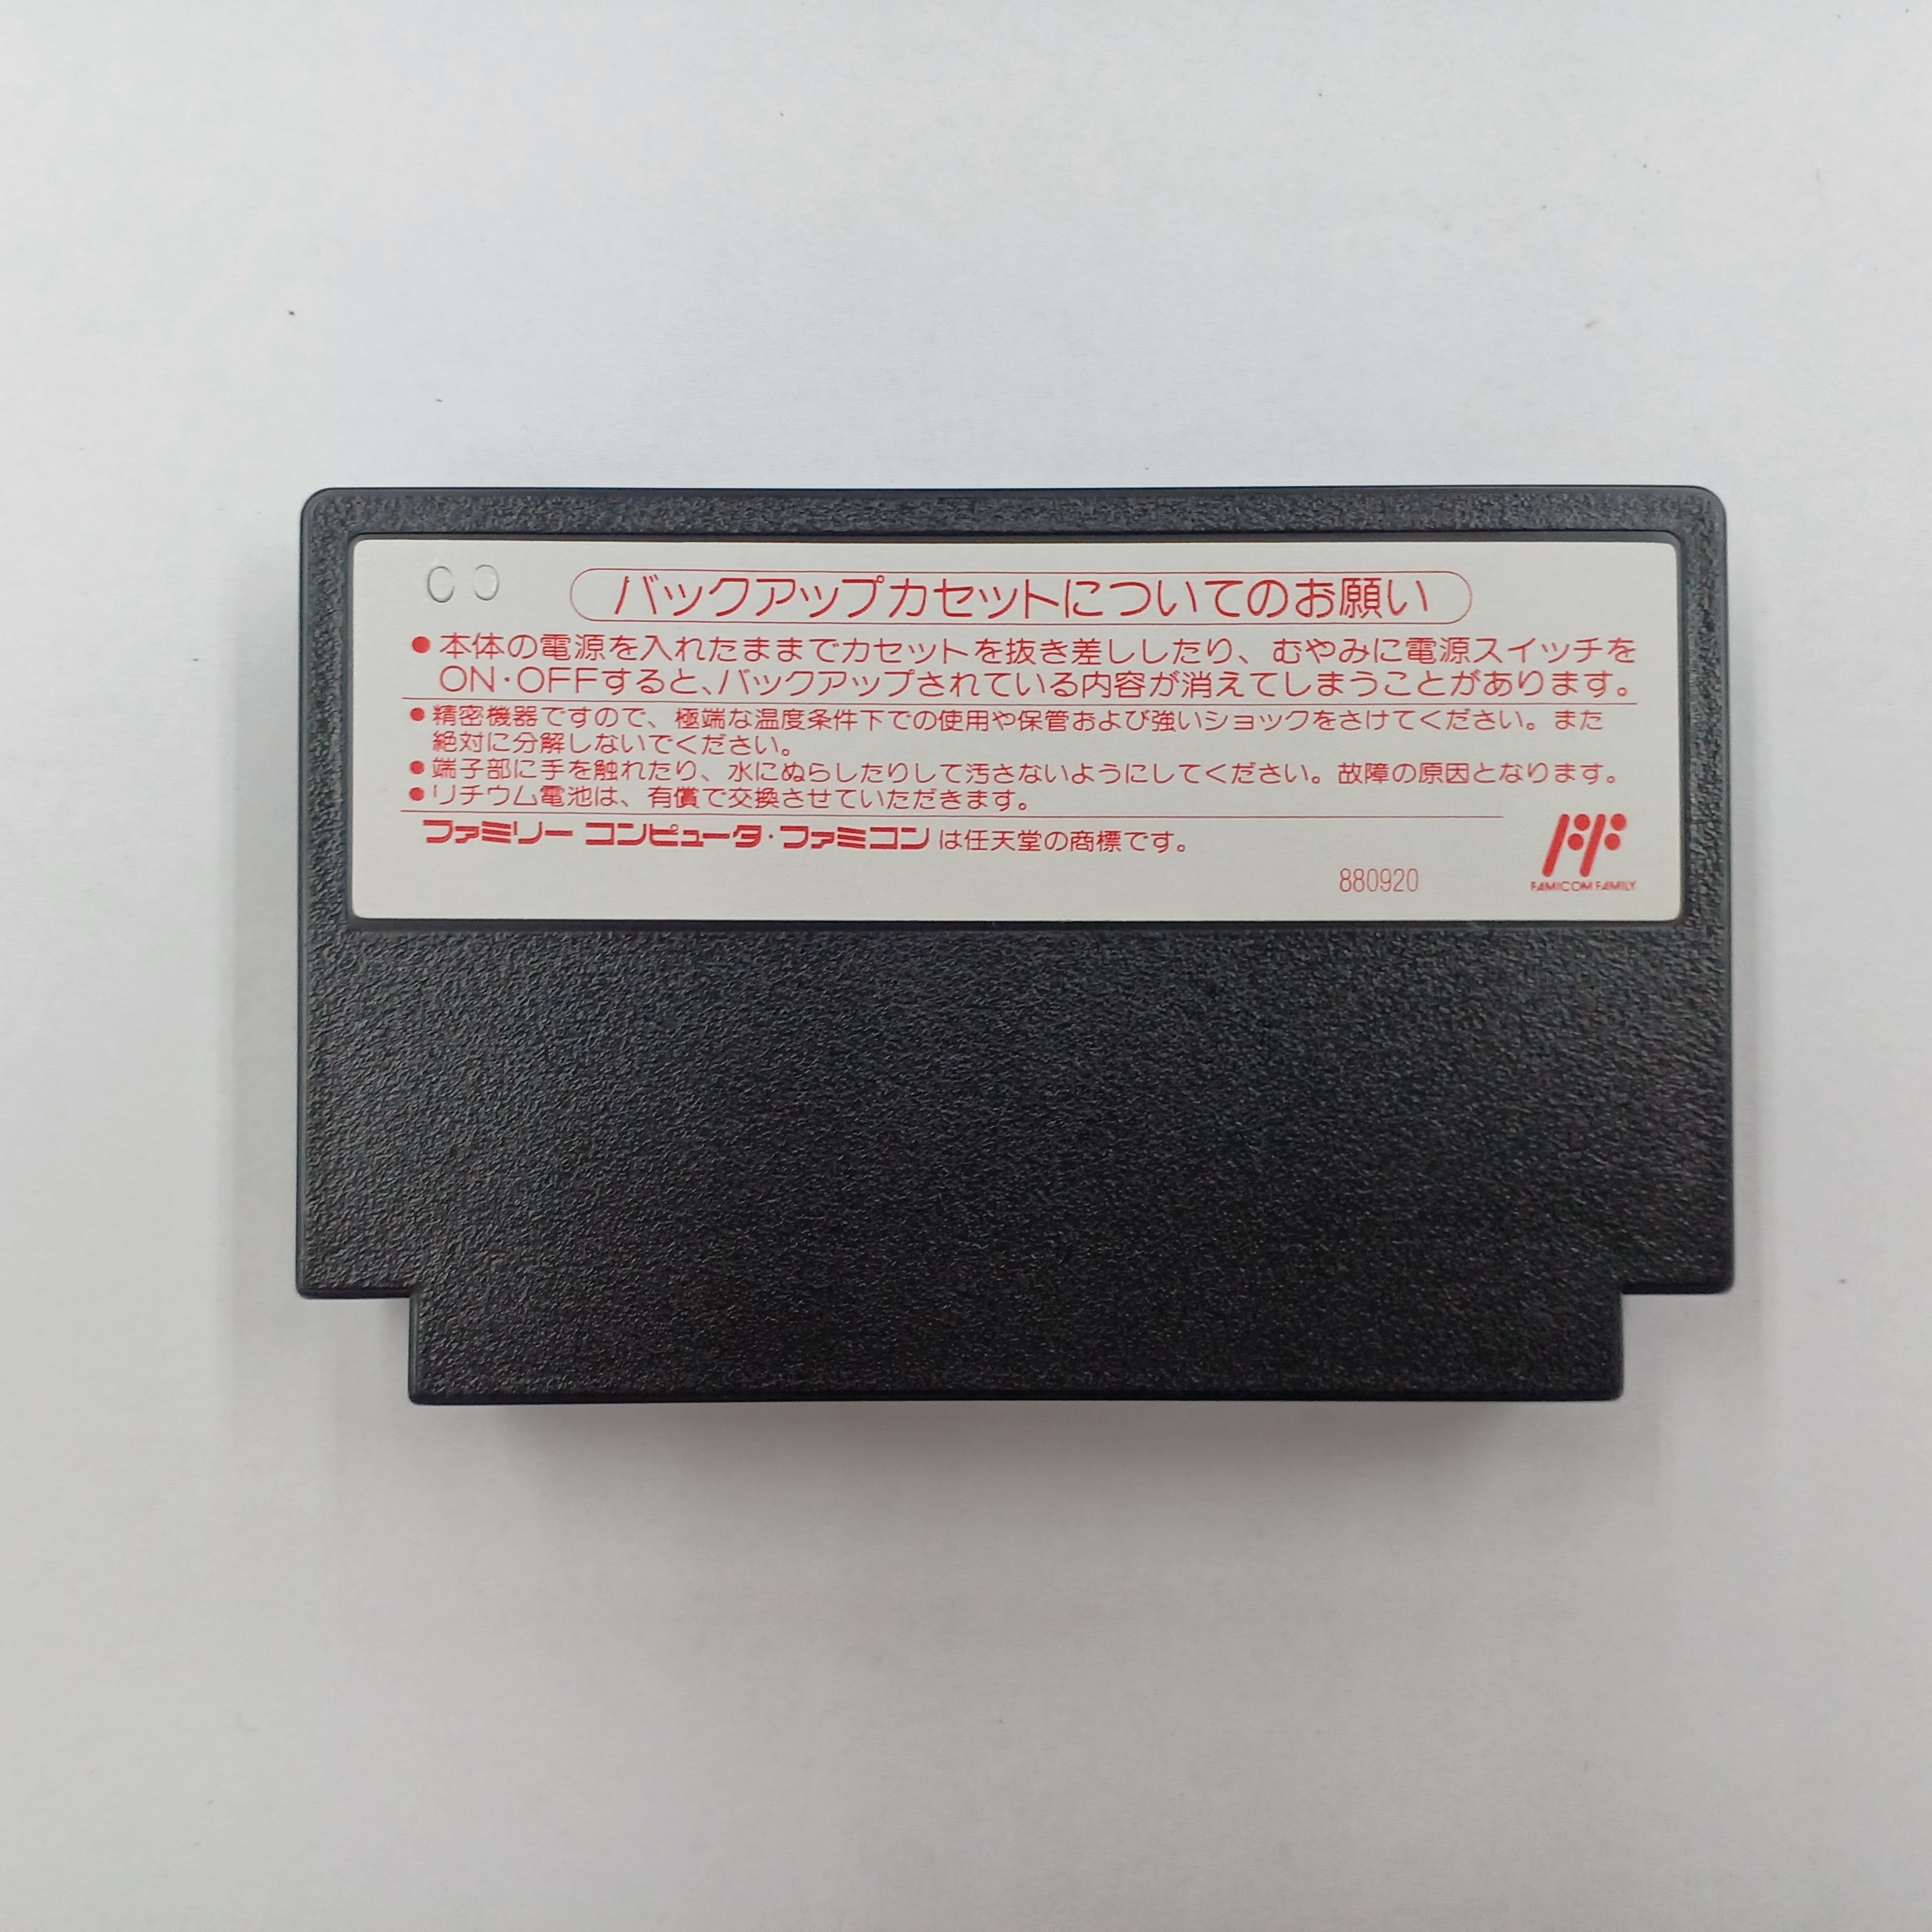 バックアップカセットについてのお願い
●本体の電源を入れたままでカセットを抜き差ししたり、むやみに電源スイッチを
ON・OFFすると、バックアップされている内容が消えてしまうことがあります。
●精密機器ですので、極端な温度条件下での使用や保管および強いショックをさけてください。また
絶対に分解しないでください。
●端子部に手を触れたり、水にぬらしたりして汚さないようにしてください。故障の原因となります。
●リチウム電池は、有償で交換させていただきます。
ファミリー コンピュータ・ファミコンは任天堂の商標です。
880920
FAMICOM FAMILY